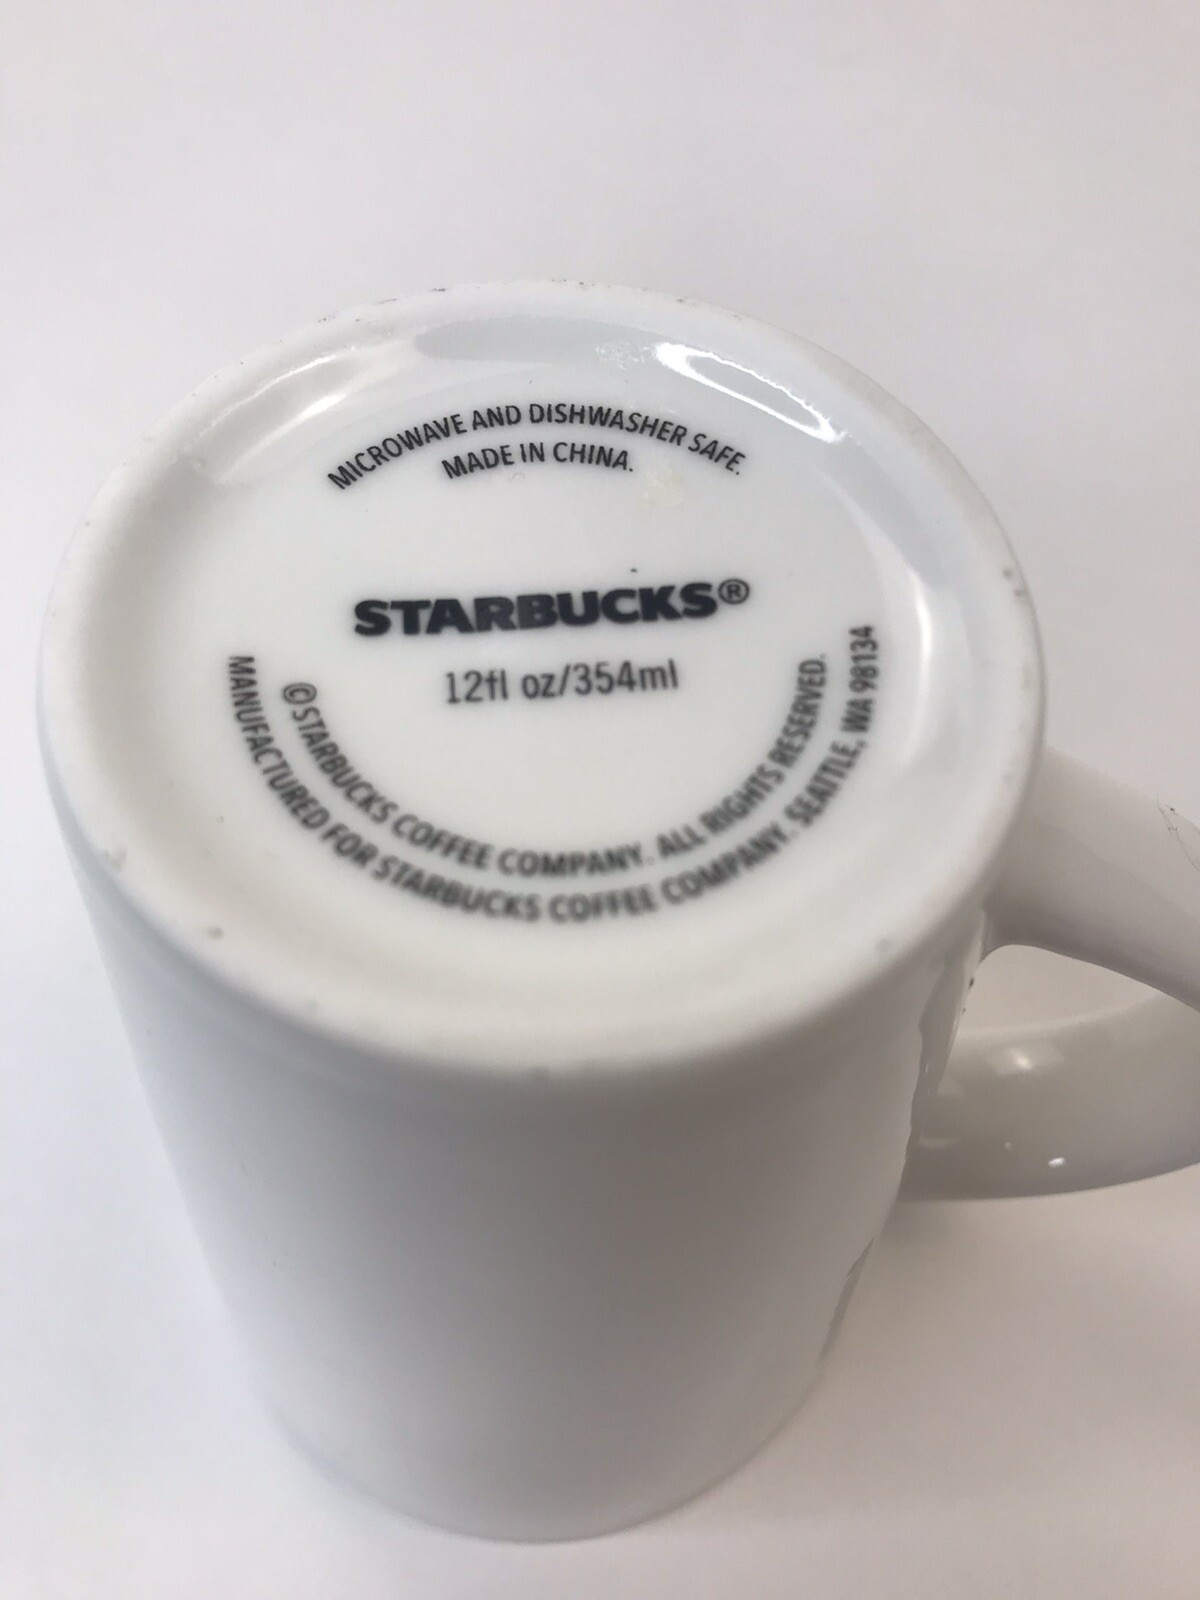 MICROWAVE AND DISHWASHER SAFE.
MADE IN CHINA.
STARBUCKS®
12fl oz/354ml
©STARBUCKS COFFEE COMPANY. ALL RIGHTS RESERVED.
MANUFACTURED FOR STARBUCKS COFFEE COMPANY. SEATTLE, WA 98134